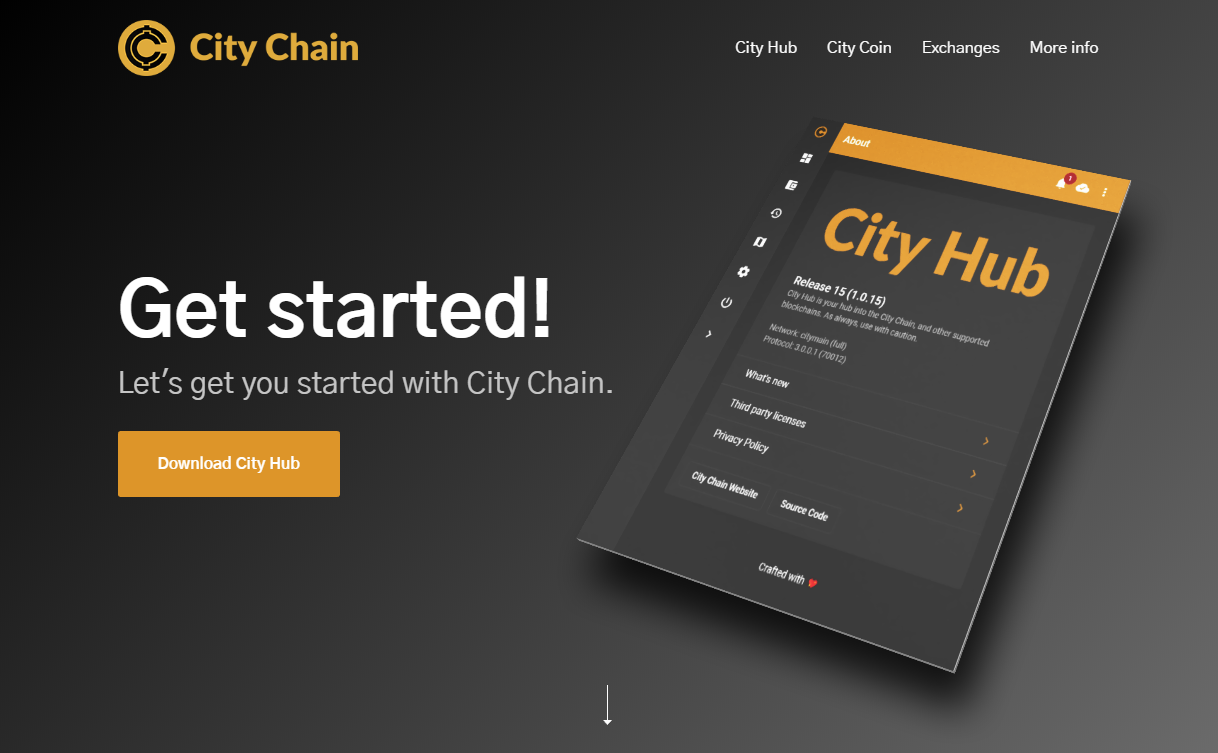 City Chain
City Hub
City Coin
Exchanges
More info
Get started!
Let's get you started with City Chain.
Download City Hub
About
1
City Hub
Release 15 (1.0.15)
City Hub is your hub into the City Chain, and other supported
blockchains. As always, use with caution.
Network: citymain (full)
Protocol: 3.0.0.1 (70012)
What's new
Third party licenses
Privacy Policy
City Chain Website
Source Code
Crafted with